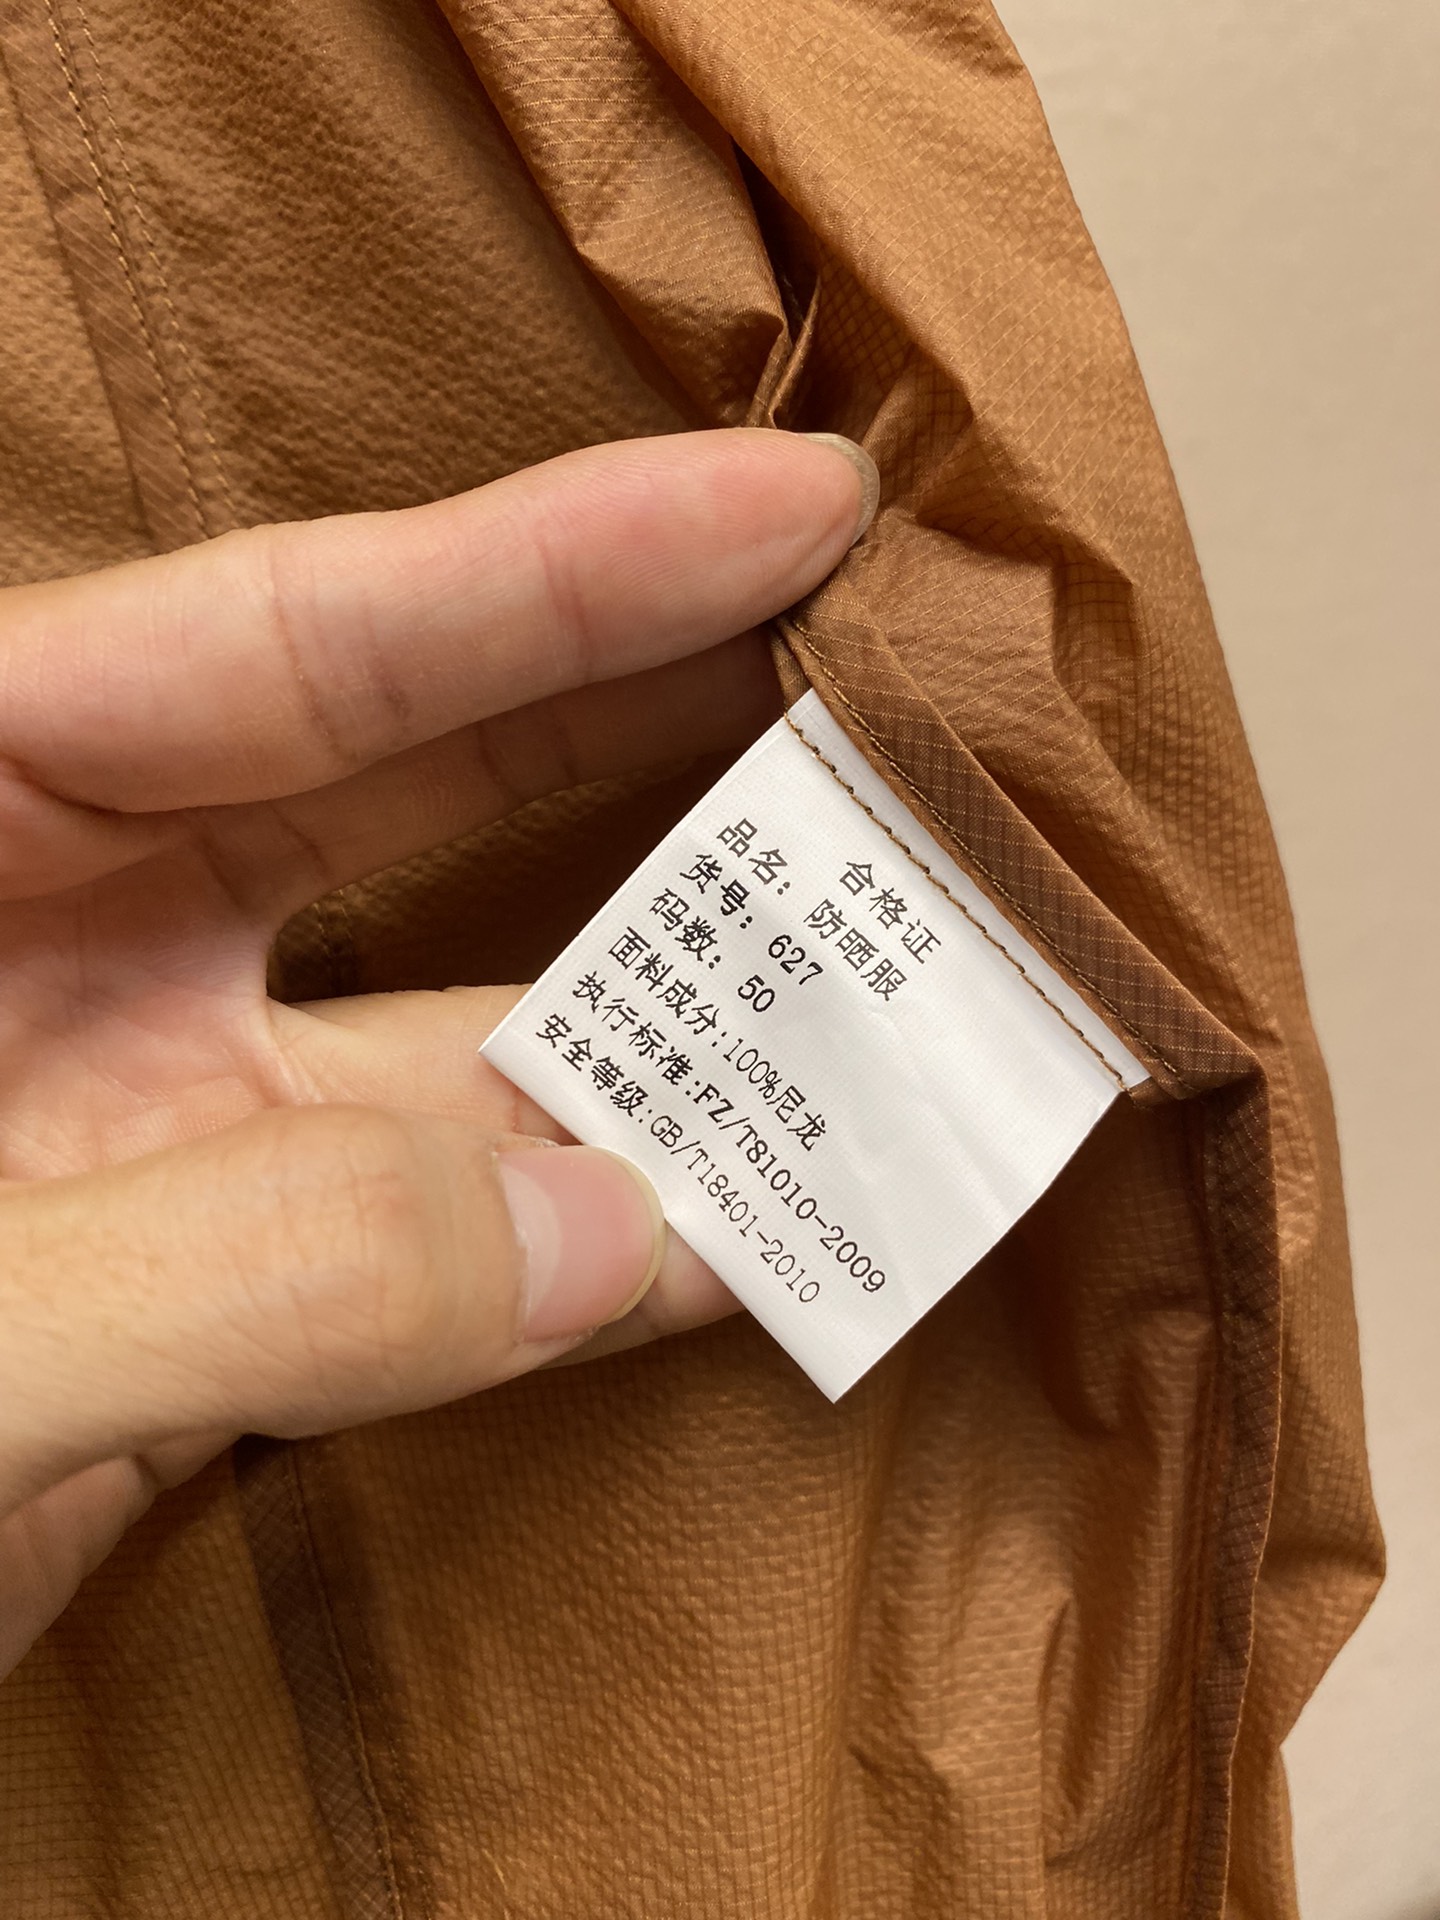 合格证
品名: 防晒服
货号: 627
码数: 50
面料成分:100%尼龙
执行标准:FZ/T81010-2009
安全等级:GB/T18401-2010